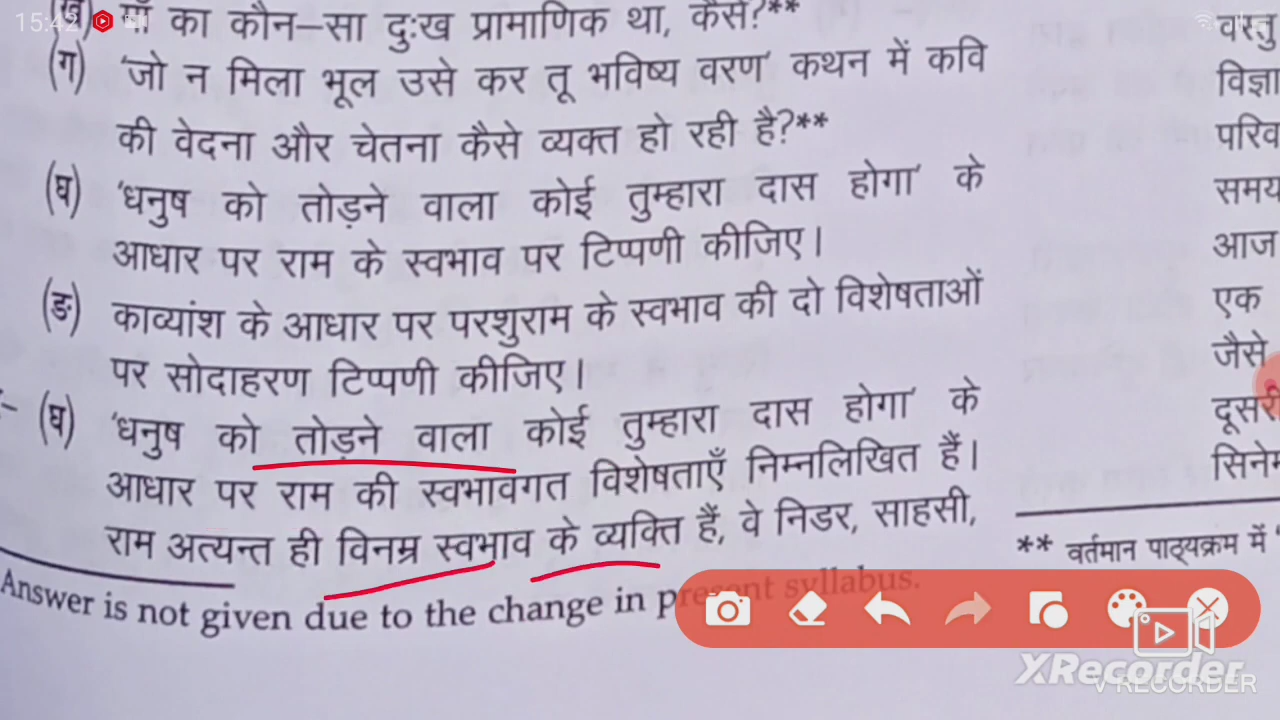 15:42
(ख) माँ का कौन–सा दुःख प्रामाणिक था, कैसे?**
(ग) 'जो न मिला भूल उसे कर तू भविष्य वरण' कथन में कवि
की वेदना और चेतना कैसे व्यक्त हो रही है?**
(घ) 'धनुष को तोड़ने वाला कोई तुम्हारा दास होगा' के
आधार पर राम के स्वभाव पर टिप्पणी कीजिए।
(ङ) काव्यांश के आधार पर परशुराम के स्वभाव की दो विशेषताओं
पर सोदाहरण टिप्पणी कीजिए।
(घ) 'धनुष को तोड़ने वाला कोई तुम्हारा दास होगा' के
आधार पर राम की स्वभावगत विशेषताएँ निम्नलिखित हैं।
राम अत्यन्त ही विनम्र स्वभाव के व्यक्ति हैं, वे निडर, साहसी,
Answer is not given due to the change in present syllabus.
वस्तु
विज्ञा
परिव
समय
आज
एक
जैसे
दूसरी
सिनेम
** वर्तमान पाठ्यक्रम में
XRecorder
V RECORDER